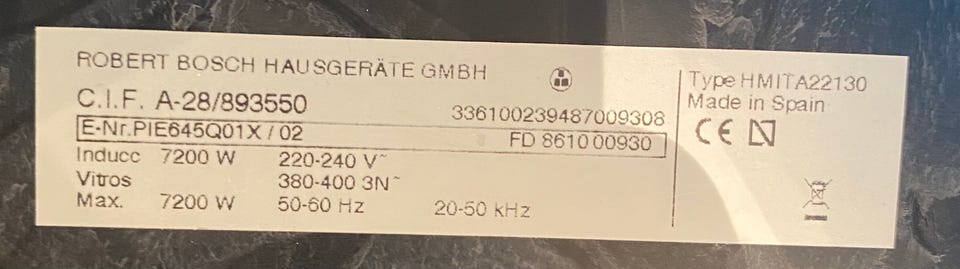 ROBERT BOSCH HAUSGERÄTE GMBH
C.I.F. A-28/893550
336100239487009308
E-Nr.PIE645Q01X / 02 FD 8610 00930
Inducc 7200 W 220-240 V~
Vitros 380-400 3N~
Max. 7200 W 50-60 Hz 20-50 kHz
Type HMITA22130
Made in Spain
CE N